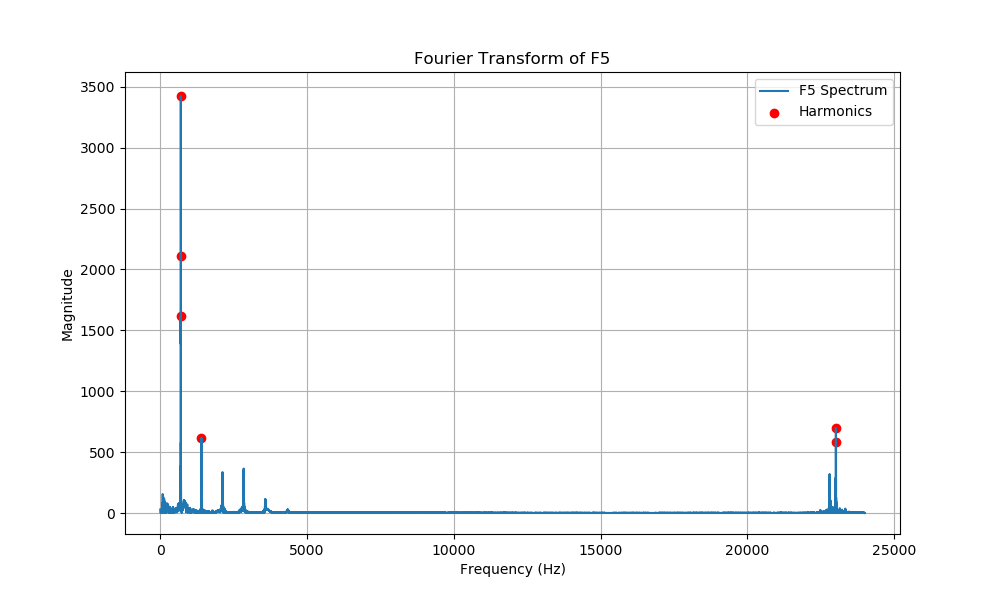 Fourier Transform of F5
3500
3000
2500
2000
1500
1000
500
0
Magnitude
F5 Spectrum
Harmonics
0
5000
10000
15000
20000
25000
Frequency (Hz)